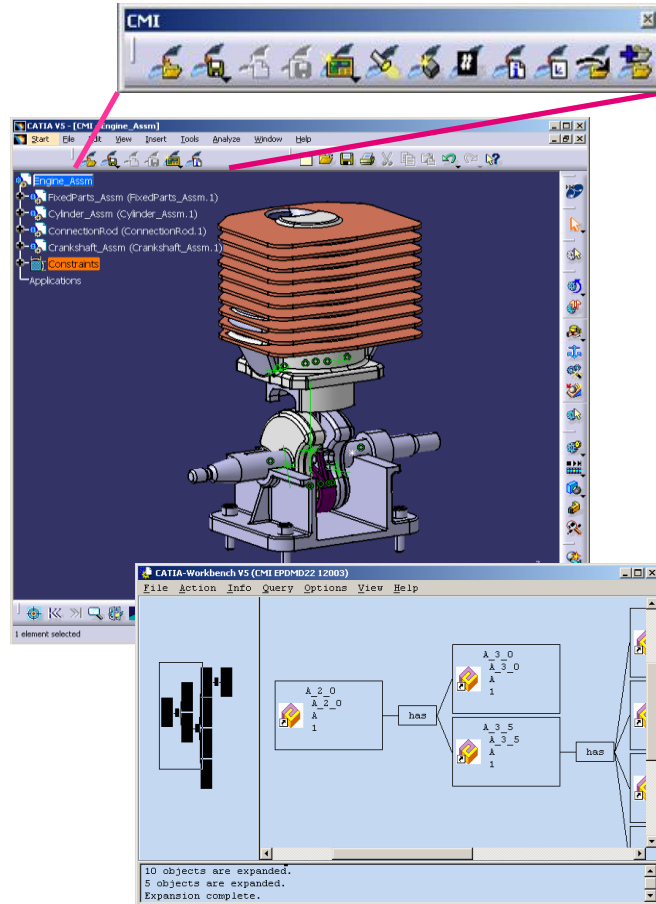 CMI
#
CATIA V5 - [CMI Engine_Assm]
Start File Edit View Insert Tools Analyze Window Help
Engine_Assm
FixedParts_Assm (FixedParts_Assm.1)
Cylinder_Assm (Cylinder_Assm.1)
ConnectionRod (ConnectionRod.1)
Crankshaft_Assm (Crankshaft_Assm.1)
Constraints
Applications
1 element selected
CATIA-Workbench V5 (CMI EPDMD22 12003)
File Action Info Query Options View Help
A_2_0
A_2_0
A
1
has
A_3_0
A_3_0
A
1
A_3_5
A_3_5
A
1
has
10 objects are expanded.
5 objects are expanded.
Expansion complete.